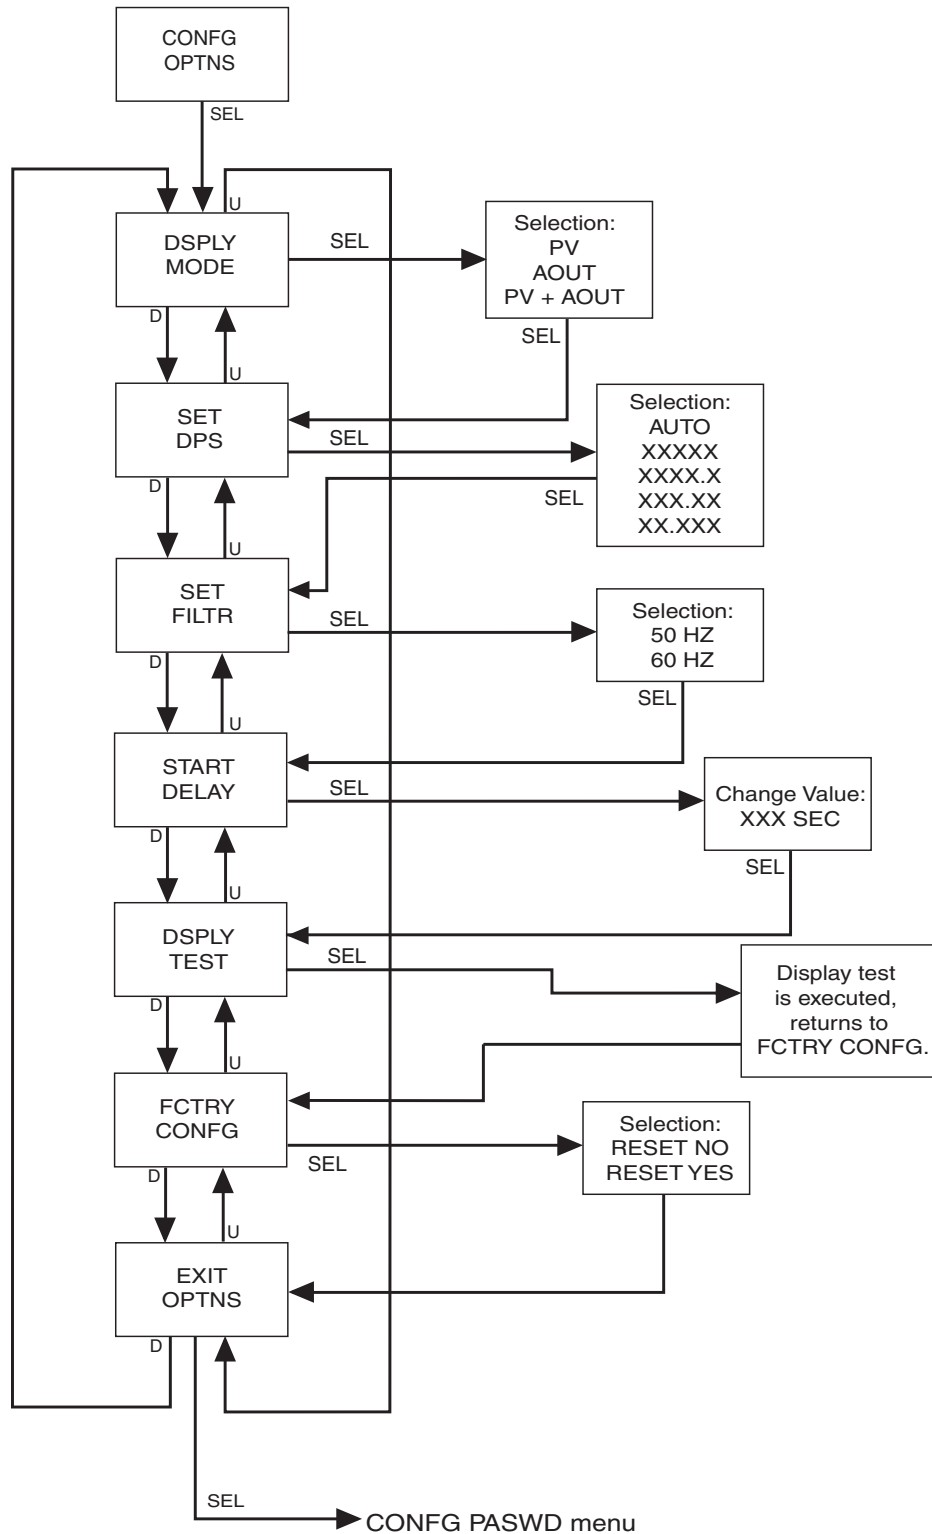 CONFG
OPTNS
SEL
U
DSPLY
MODE
SEL
Selection:
PV
AOUT
PV + AOUT
D
SEL
U
SET
DPS
SEL
Selection:
AUTO
XXXXX
XXXX.X
XXX.XX
XX.XXX
D
SEL
U
SET
FILTR
SEL
Selection:
50 HZ
60 HZ
D
SEL
U
START
DELAY
SEL
Change Value:
XXX SEC
D
SEL
U
DSPLY
TEST
SEL
Display test
is executed,
returns to
FCTRY CONFG.
D
U
FCTRY
CONFG
SEL
Selection:
RESET NO
RESET YES
D
U
EXIT
OPTNS
D
SEL
CONFG PASWD menu